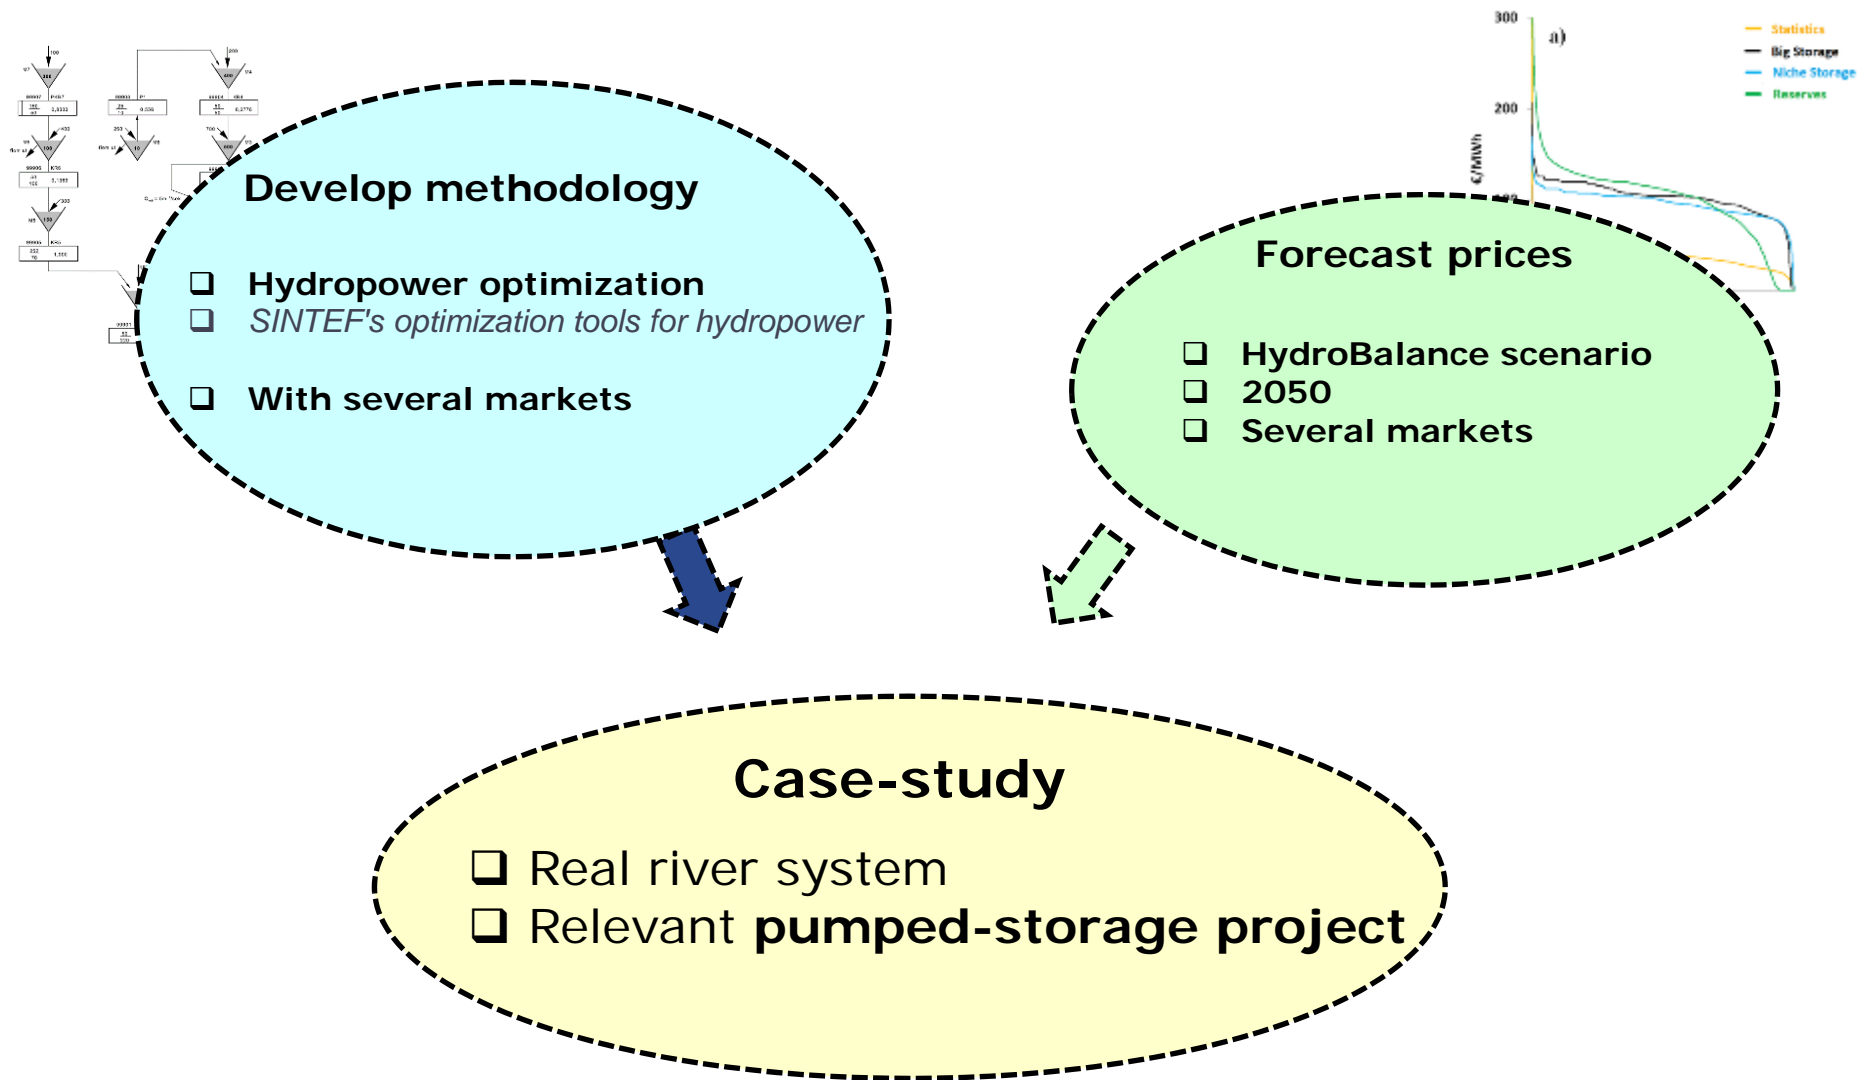 Develop methodology
❑ Hydropower optimization
❑ SINTEF's optimization tools for hydropower
❑ With several markets
300
a)
200
€/MWh
Statistics
Big Storage
Niche Storage
Reserves
Forecast prices
❑ HydroBalance scenario
❑ 2050
❑ Several markets
Case-study
❑ Real river system
❑ Relevant pumped-storage project